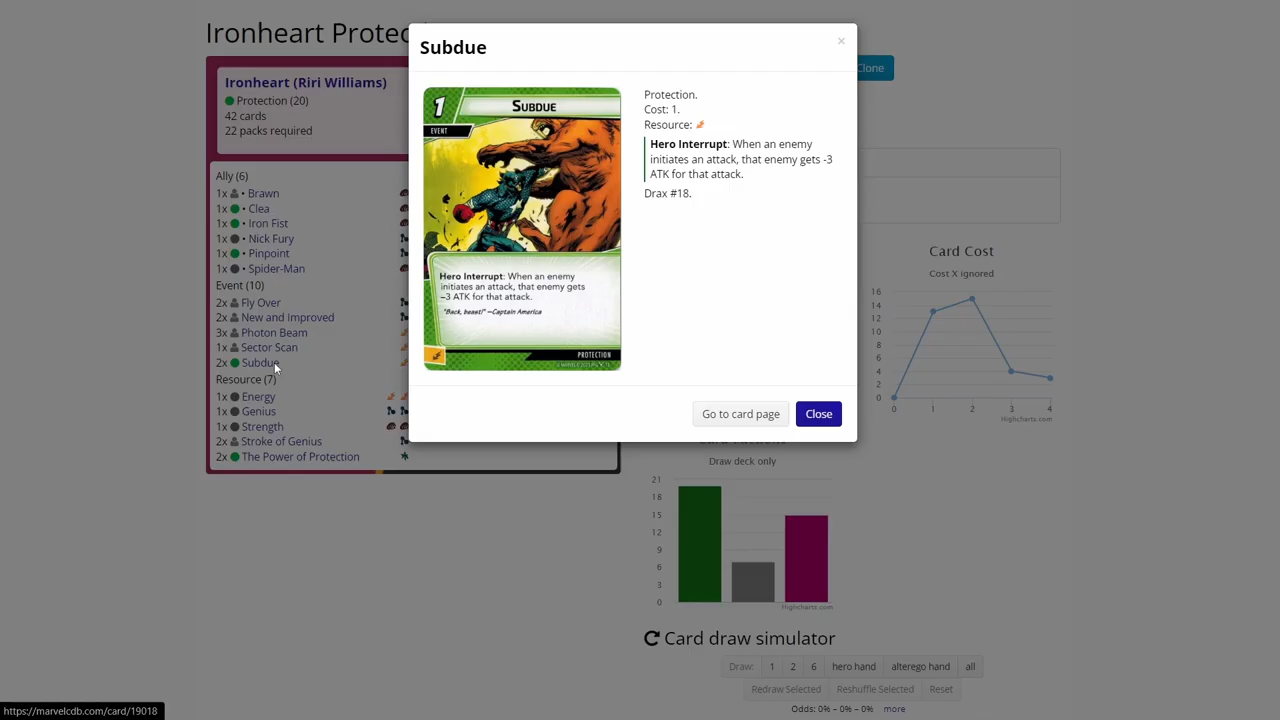 Ironheart Protec
Clone
Ironheart (Riri Williams)
Protection (20)
42 cards
22 packs required
Ally (6)
1x • Brawn
1x • Clea
1x • Iron Fist
1x • Nick Fury
1x • Pinpoint
1x • Spider-Man
Event (10)
2x Fly Over
2x New and Improved
3x Photon Beam
1x Sector Scan
2x Subdue
Resource (7)
1x Energy
1x Genius
1x Strength
2x Stroke of Genius
2x The Power of Protection
Subdue
×
1
Subdue
EVENT
Hero Interrupt: When an enemy
initiates an attack, that enemy gets
–3 ATK for that attack.
"Back, beast!" —Captain America
PROTECTION
Protection.
Cost: 1.
Resource:
Hero Interrupt: When an enemy
initiates an attack, that enemy gets -3
ATK for that attack.
Drax #18.
Go to card page
Close
Card Cost
Cost X ignored
16
14
12
10
8
6
4
2
0
0 1 2 3 4
Highcharts.com
Draw deck only
21
18
15
12
9
6
3
0
Highcharts.com
Card draw simulator
Draw: 1 2 6 hero hand alterego hand all
Redraw Selected Reshuffle Selected Reset
Odds: 0% – 0% – 0% more
https://marvelcdb.com/card/19018